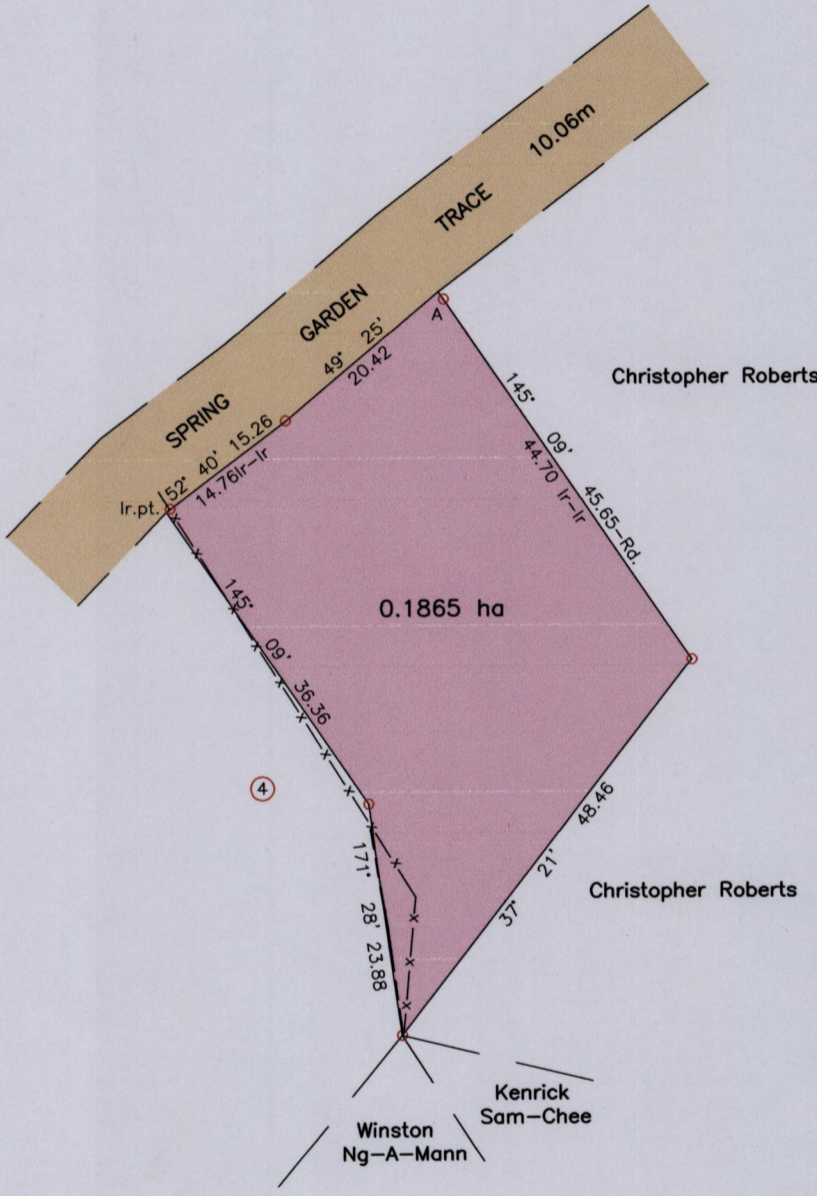 10.06m
TRACE
GARDEN
SPRING
49° 25'
20.42
A
52° 40' 15.26
14.76Ir-Ir
Ir.pt.
145° 09' 45.65-Rd.
44.70 Ir-Ir
Christopher Roberts
0.1865 ha
145° 09' 36.36
4
171° 28' 23.88
37° 21' 48.46
Christopher Roberts
Kenrick
Sam-Chee
Winston
Ng-A-Mann